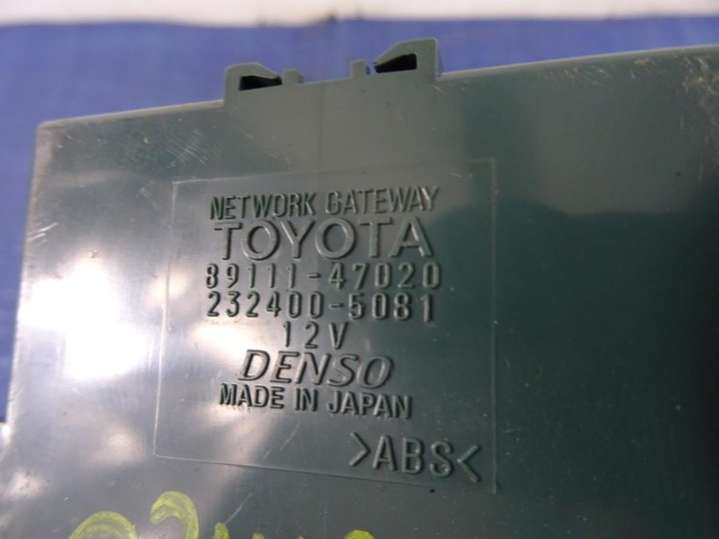 NETWORK GATEWAY
TOYOTA
89111-47020
232400-5081
12V
DENSO
MADE IN JAPAN
>ABS<